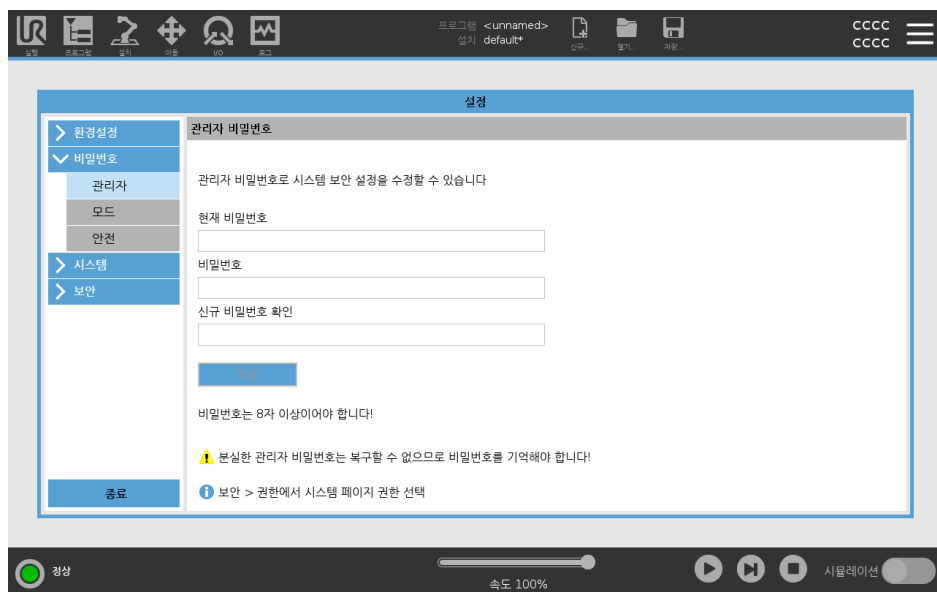 프로그램 <unnamed>
설치 default*
cccc
cccc
실행
프로그램
설치
이동
I/O
로그
신규...
열기...
저장...
설정
환경설정
비밀번호
관리자
모드
안전
시스템
보안
종료
관리자 비밀번호
관리자 비밀번호로 시스템 보안 설정을 수정할 수 있습니다
현재 비밀번호
비밀번호
신규 비밀번호 확인
적용
비밀번호는 8자 이상이어야 합니다!
분실한 관리자 비밀번호는 복구할 수 없으므로 비밀번호를 기억해야 합니다!
보안 > 권한에서 시스템 페이지 권한 선택
정상
속도 100%
시뮬레이션